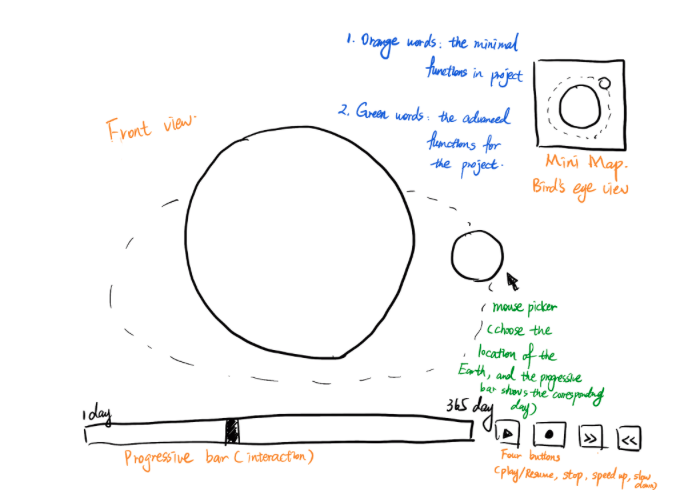 1. Orange words: the minimal
functions in project
2. Green words: the advanced
functions for
the project.
Front view.
Mini Map.
Bird's eye view
mouse picker
(choose the
location of the
Earth, and the progressive
bar shows the corresponding
day)
1 day
365 day
Progressive bar (interaction)
Four buttons
(play/Resume, stop, speed up, slow
down)